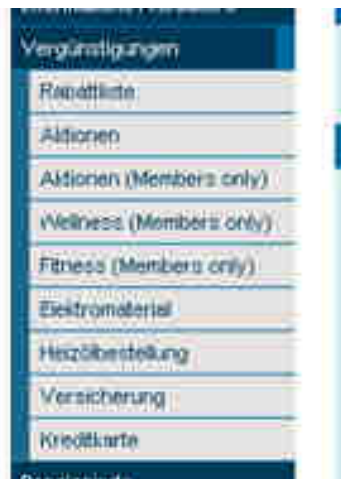 Vergünstigungen
Rabattliste
Aktionen
Aktionen (Members only)
Wellness (Members only)
Fitness (Members only)
Elektromaterial
Heizölbestellung
Versicherung
Kreditkarte